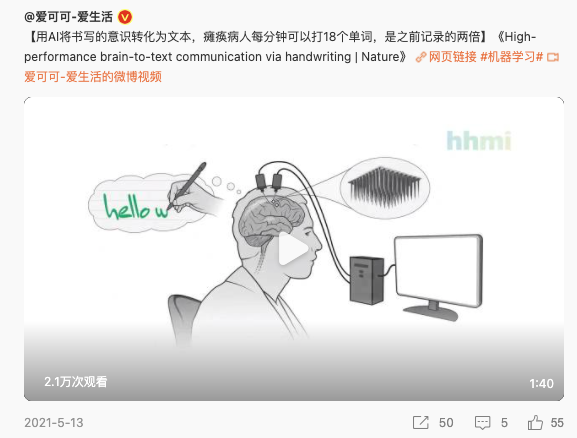 @爱可可-爱生活
【用AI将书写的意识转化为文本，瘫痪病人每分钟可以打18个单词，是之前记录的两倍】《High-
performance brain-to-text communication via handwriting | Nature》 网页链接 #机器学习#
爱可可-爱生活的微博视频
hhmi
hello w
2.1万次观看
1:40
2021-5-13
50
5
55